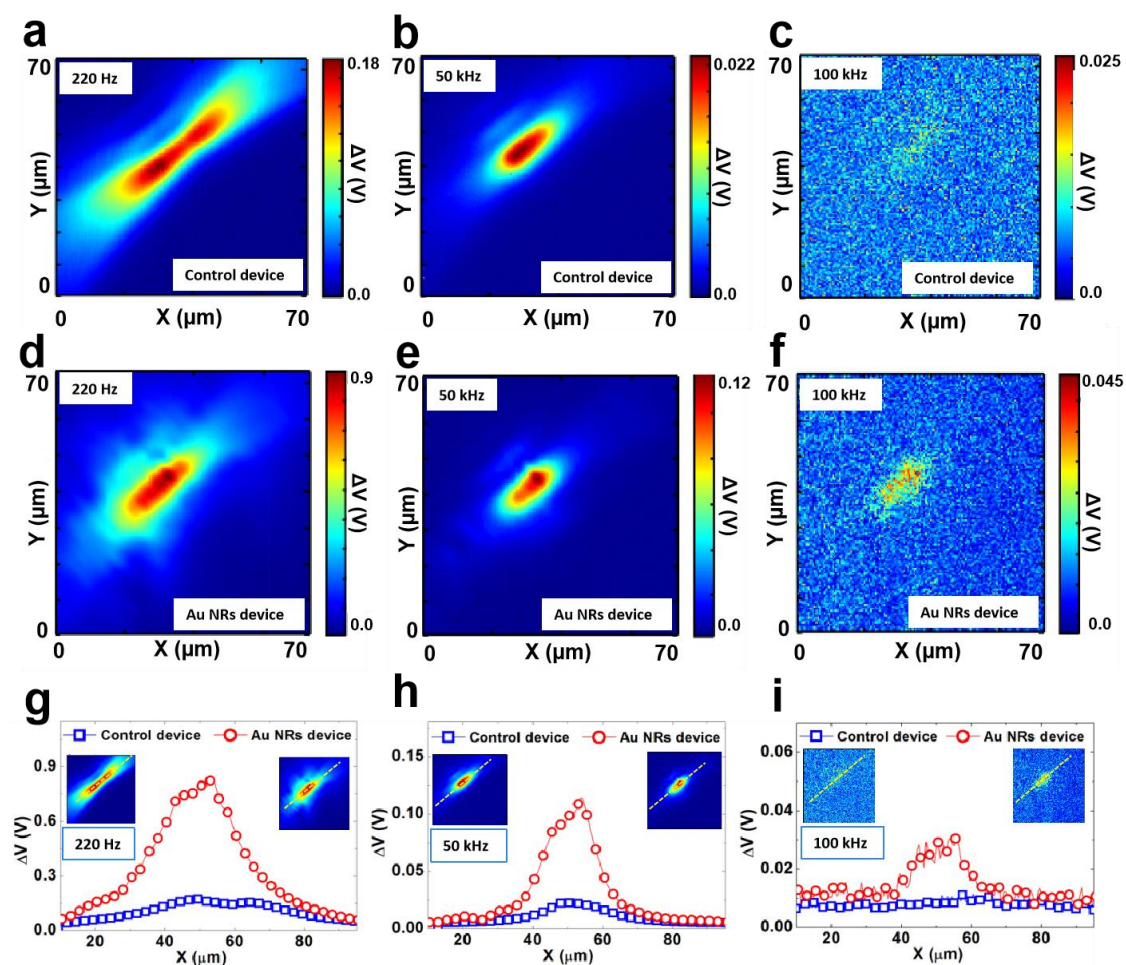 a
b
c
70
220 Hz
0.18
70
50 kHz
0.022
70
100 kHz
0.025
Y (µm)
ΔV (V)
Y (µm)
ΔV (V)
Y (µm)
ΔV (V)
Control device
Control device
Control device
0
0.0
0
0.0
0
0.0
0
X (µm)
70
0
X (µm)
70
0
X (µm)
70
d
e
f
70
220 Hz
0.9
70
50 kHz
0.12
70
100 kHz
0.045
Y (µm)
ΔV (V)
Y (µm)
ΔV (V)
Y (µm)
ΔV (V)
Au NRs device
Au NRs device
Au NRs device
0
0.0
0
0.0
0
0.0
0
X (µm)
70
0
X (µm)
70
0
X (µm)
70
g
h
i
Control device
Au NRs device
0.9
0.6
0.3
0.0
ΔV (V)
220 Hz
20
40
60
80
X (µm)
Control device
Au NRs device
0.15
0.10
0.05
0.00
ΔV (V)
50 kHz
20
40
60
80
X (µm)
0.06
Control device
Au NRs device
0.04
0.02
0.00
ΔV (V)
100 kHz
20
40
60
80
X (µm)